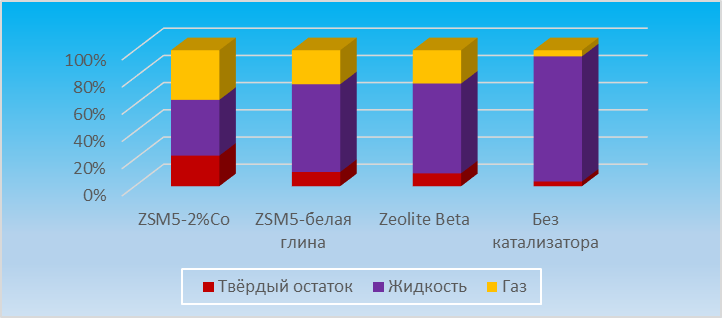 100%
80%
60%
40%
20%
0%
ZSM5-2%Co
ZSM5-белая
глина
Zeolite Beta
Без
катализатора
Твёрдый остаток
Жидкость
Газ